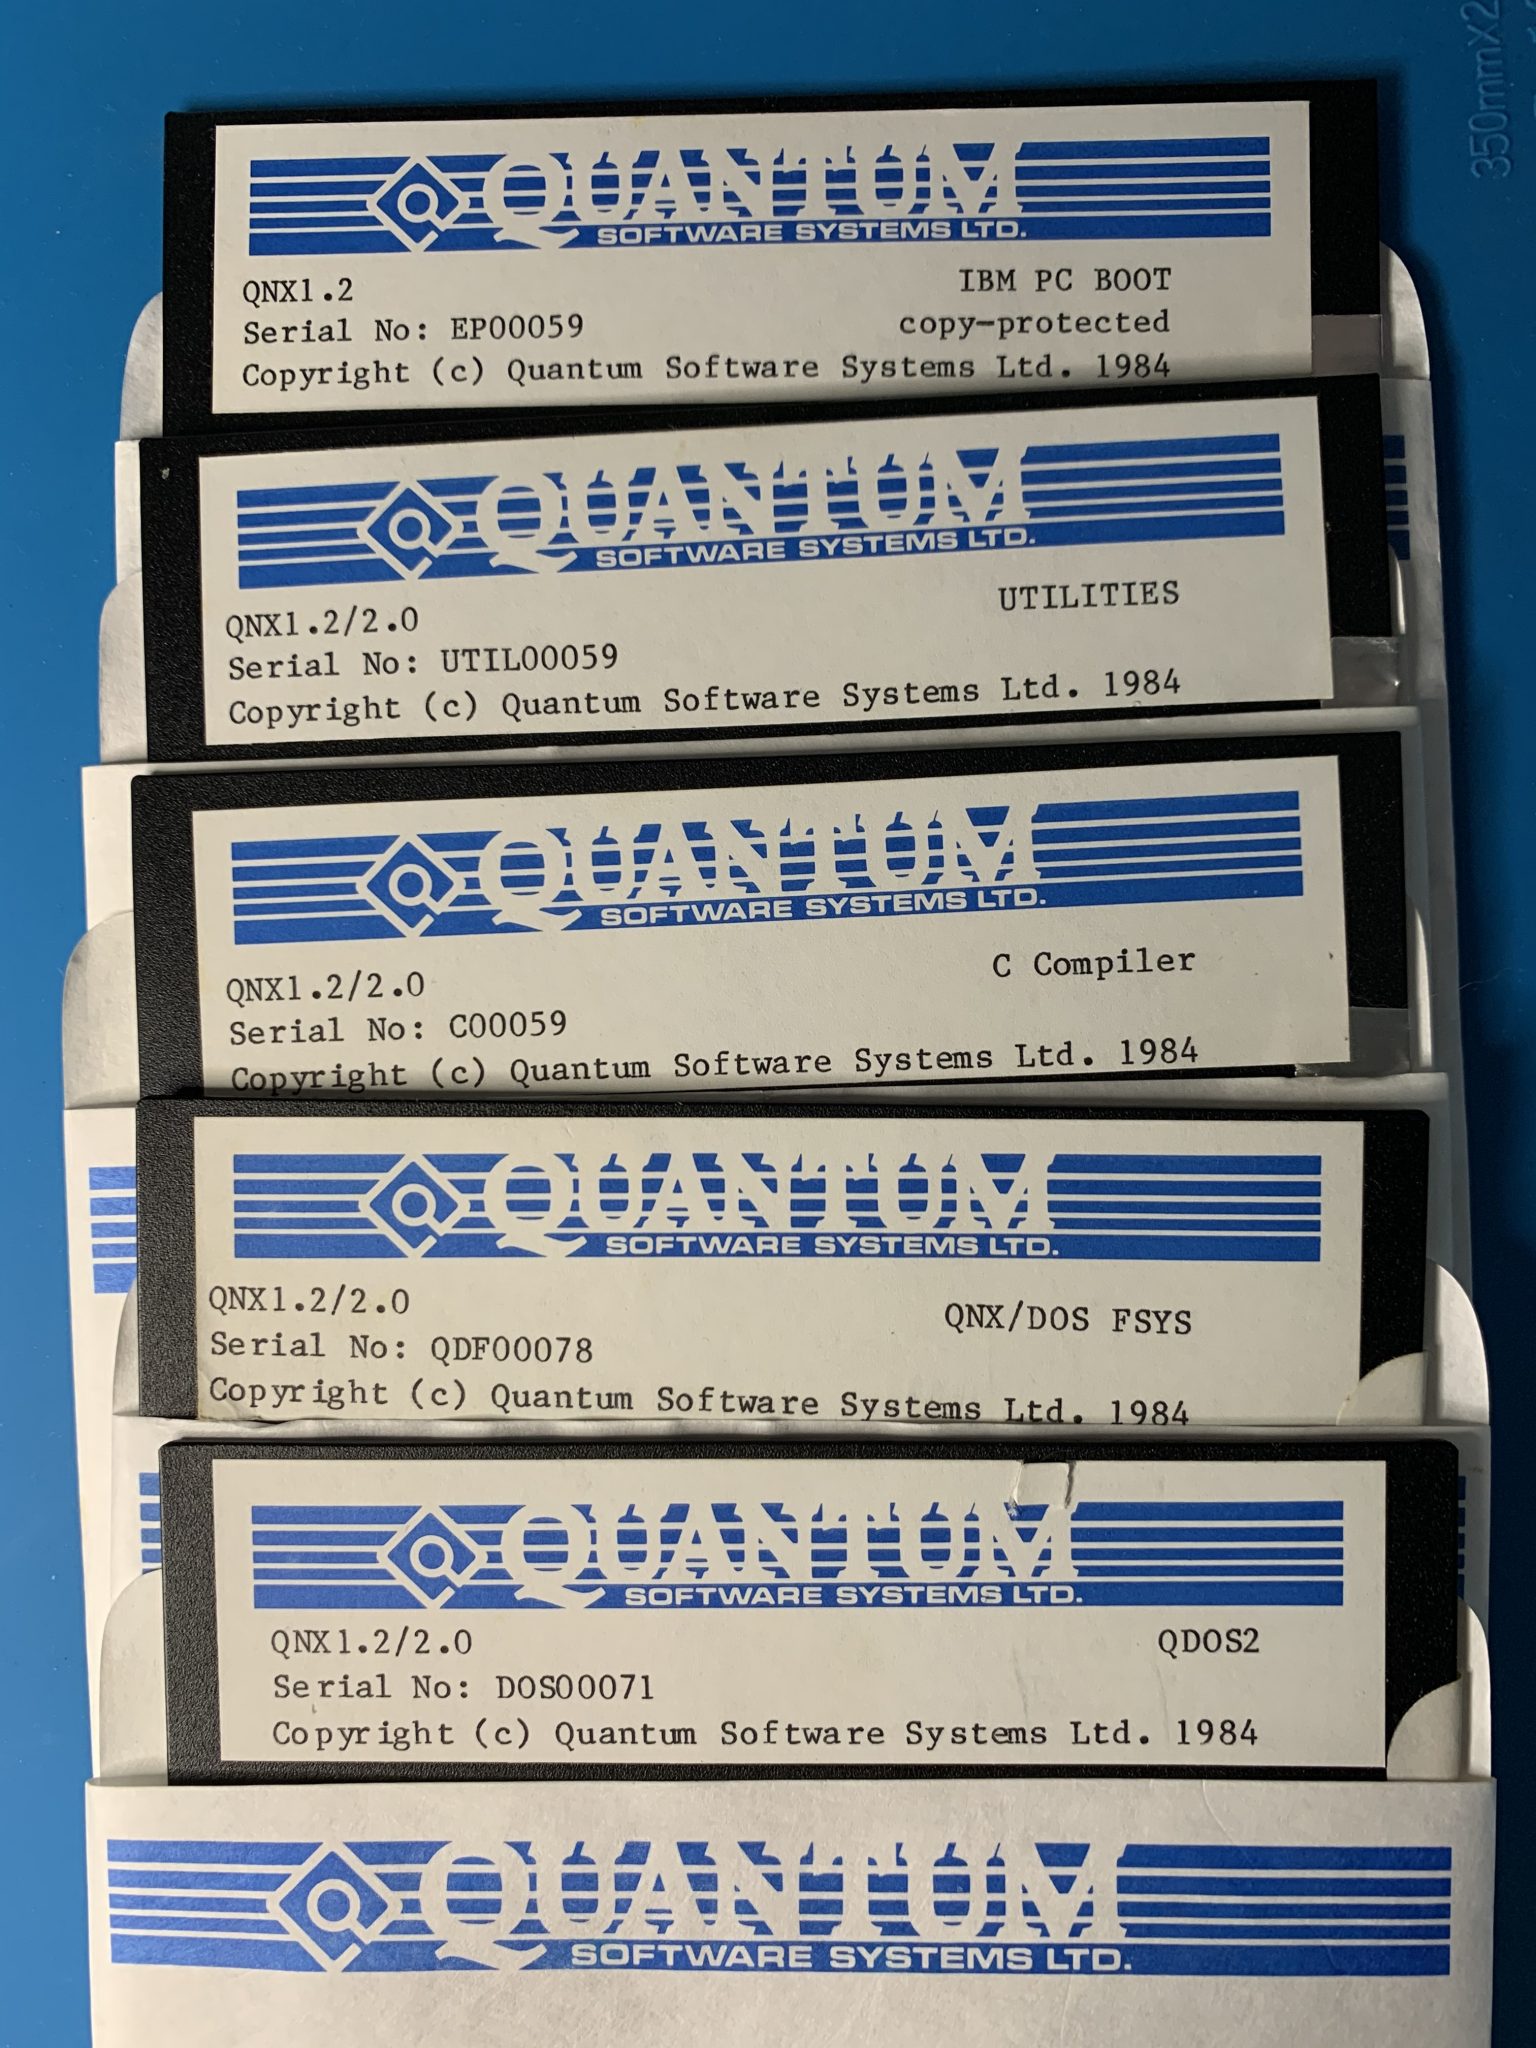 350mmX2
QUANTUM
SOFTWARE SYSTEMS LTD.
QNX1.2 IBM PC BOOT
Serial No: EP00059 copy-protected
Copyright (c) Quantum Software Systems Ltd. 1984
QUANTUM
SOFTWARE SYSTEMS LTD.
QNX1.2/2.0 UTILITIES
Serial No: UTIL00059
Copyright (c) Quantum Software Systems Ltd. 1984
QUANTUM
SOFTWARE SYSTEMS LTD.
QNX1.2/2.0 C Compiler
Serial No: C00059
Copyright (c) Quantum Software Systems Ltd. 1984
QUANTUM
SOFTWARE SYSTEMS LTD.
QNX1.2/2.0 QNX/DOS FSYS
Serial No: QDF00078
Copyright (c) Quantum Software Systems Ltd. 1984
QUANTUM
SOFTWARE SYSTEMS LTD.
QNX1.2/2.0 QDOS2
Serial No: DOS00071
Copyright (c) Quantum Software Systems Ltd. 1984
QUANTUM
SOFTWARE SYSTEMS LTD.